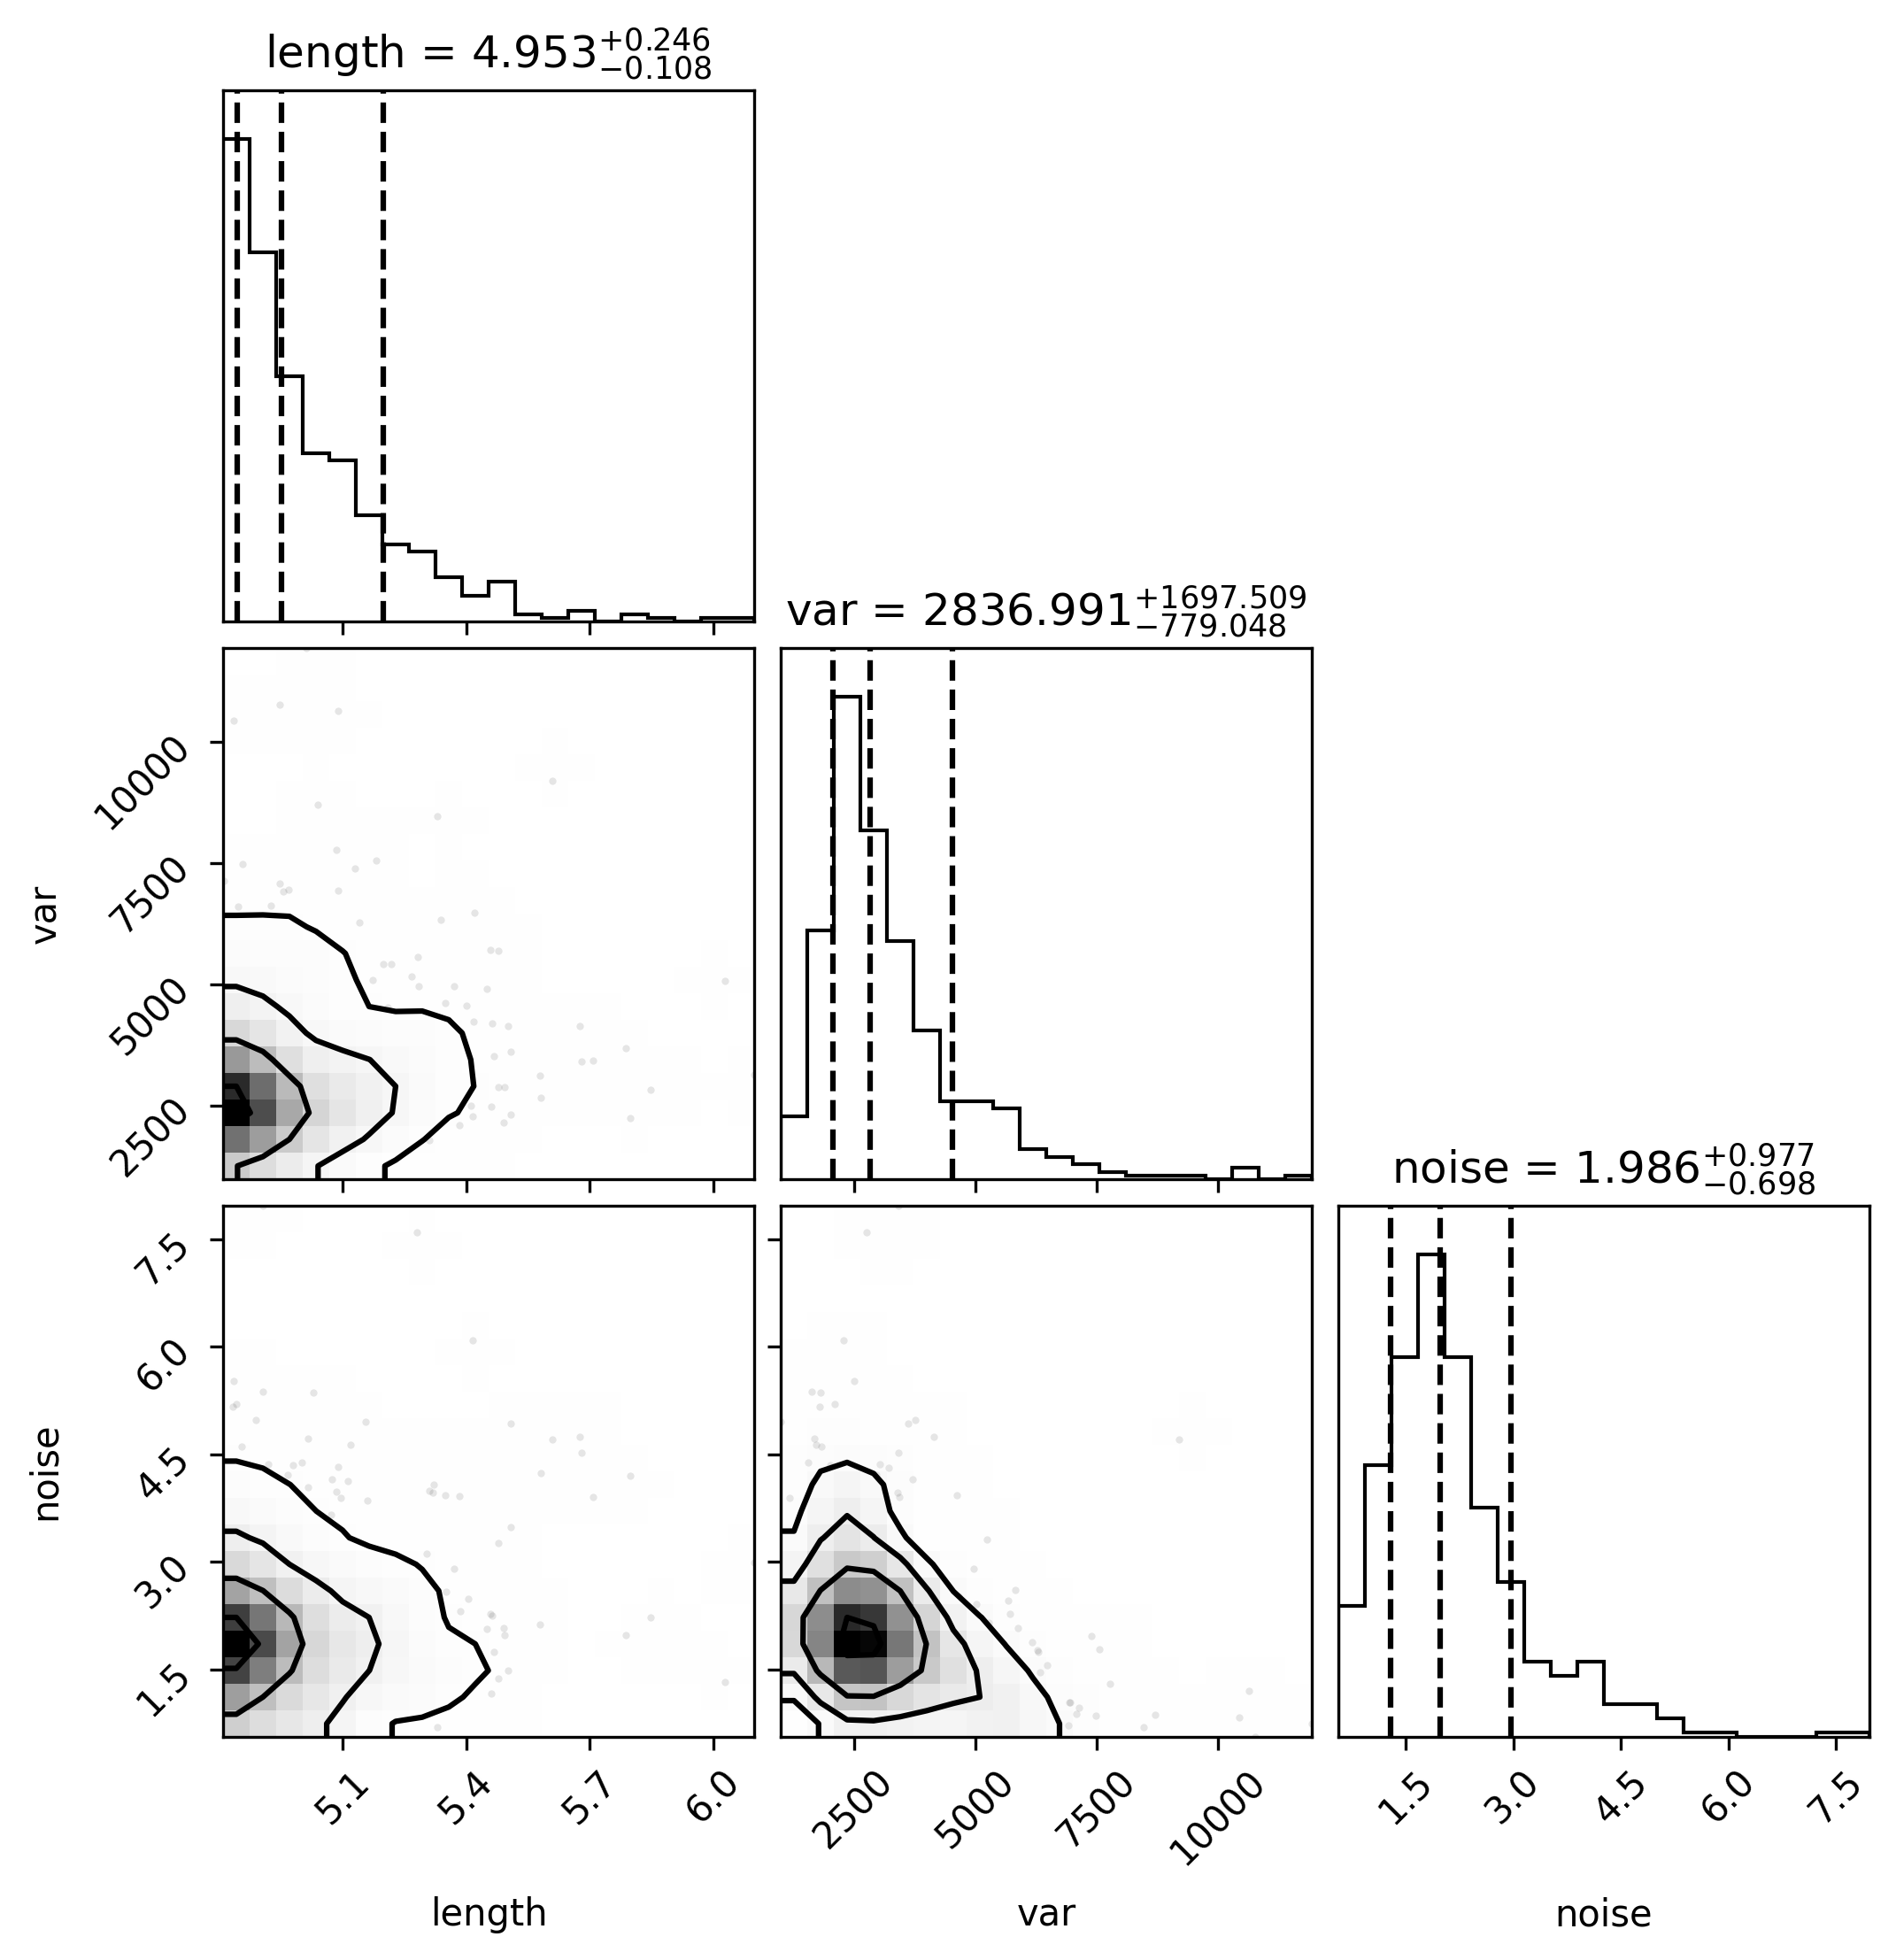 length = 4.953+0.246−0.108
var = 2836.991+1697.509−779.048
10000
7500
5000
2500
var
noise = 1.986+0.977−0.698
7.5
6.0
4.5
3.0
1.5
noise
5.1 5.4 5.7 6.0 2500 5000 7500 10000 1.5 3.0 4.5 6.0 7.5
length var noise